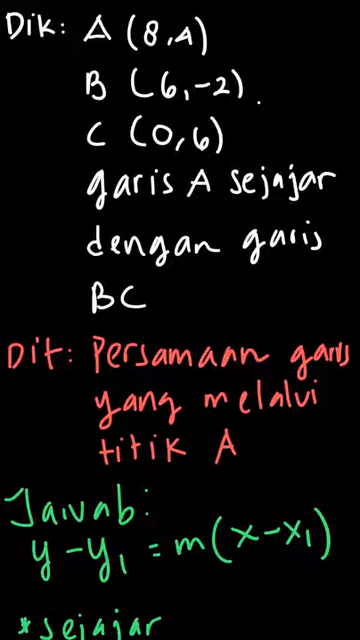 Dik: A (8,4)
B (6,-2).
C (0,6)
garis A sejajar
dengan garis
BC
Dit: Persamaan garis
yang melalui
titik A
Jawab:
y - y₁ = m(x - x₁)
*sejajar